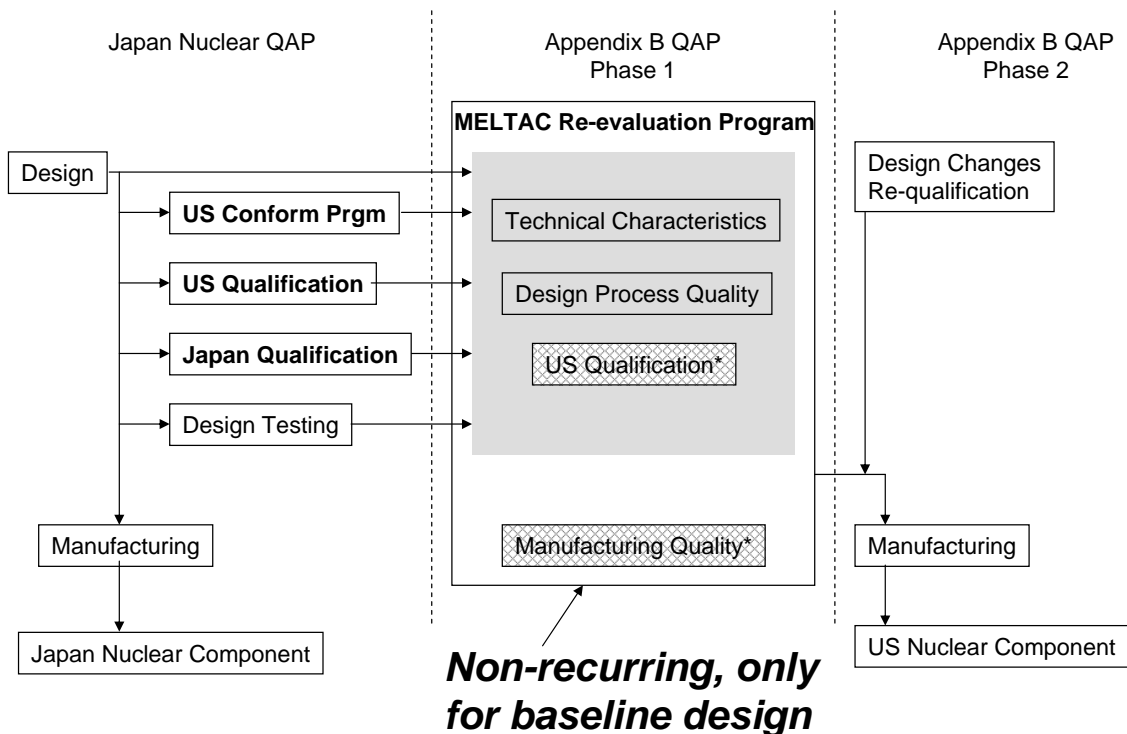 Japan Nuclear QAP
Appendix B QAP
Phase 1
Appendix B QAP
Phase 2
MELTAC Re-evaluation Program
Design
US Conform Prgm
US Qualification
Japan Qualification
Design Testing
Manufacturing
Japan Nuclear Component
Technical Characteristics
Design Process Quality
US Qualification*
Manufacturing Quality*
Non-recurring, only
for baseline design
Design Changes
Re-qualification
Manufacturing
US Nuclear Component